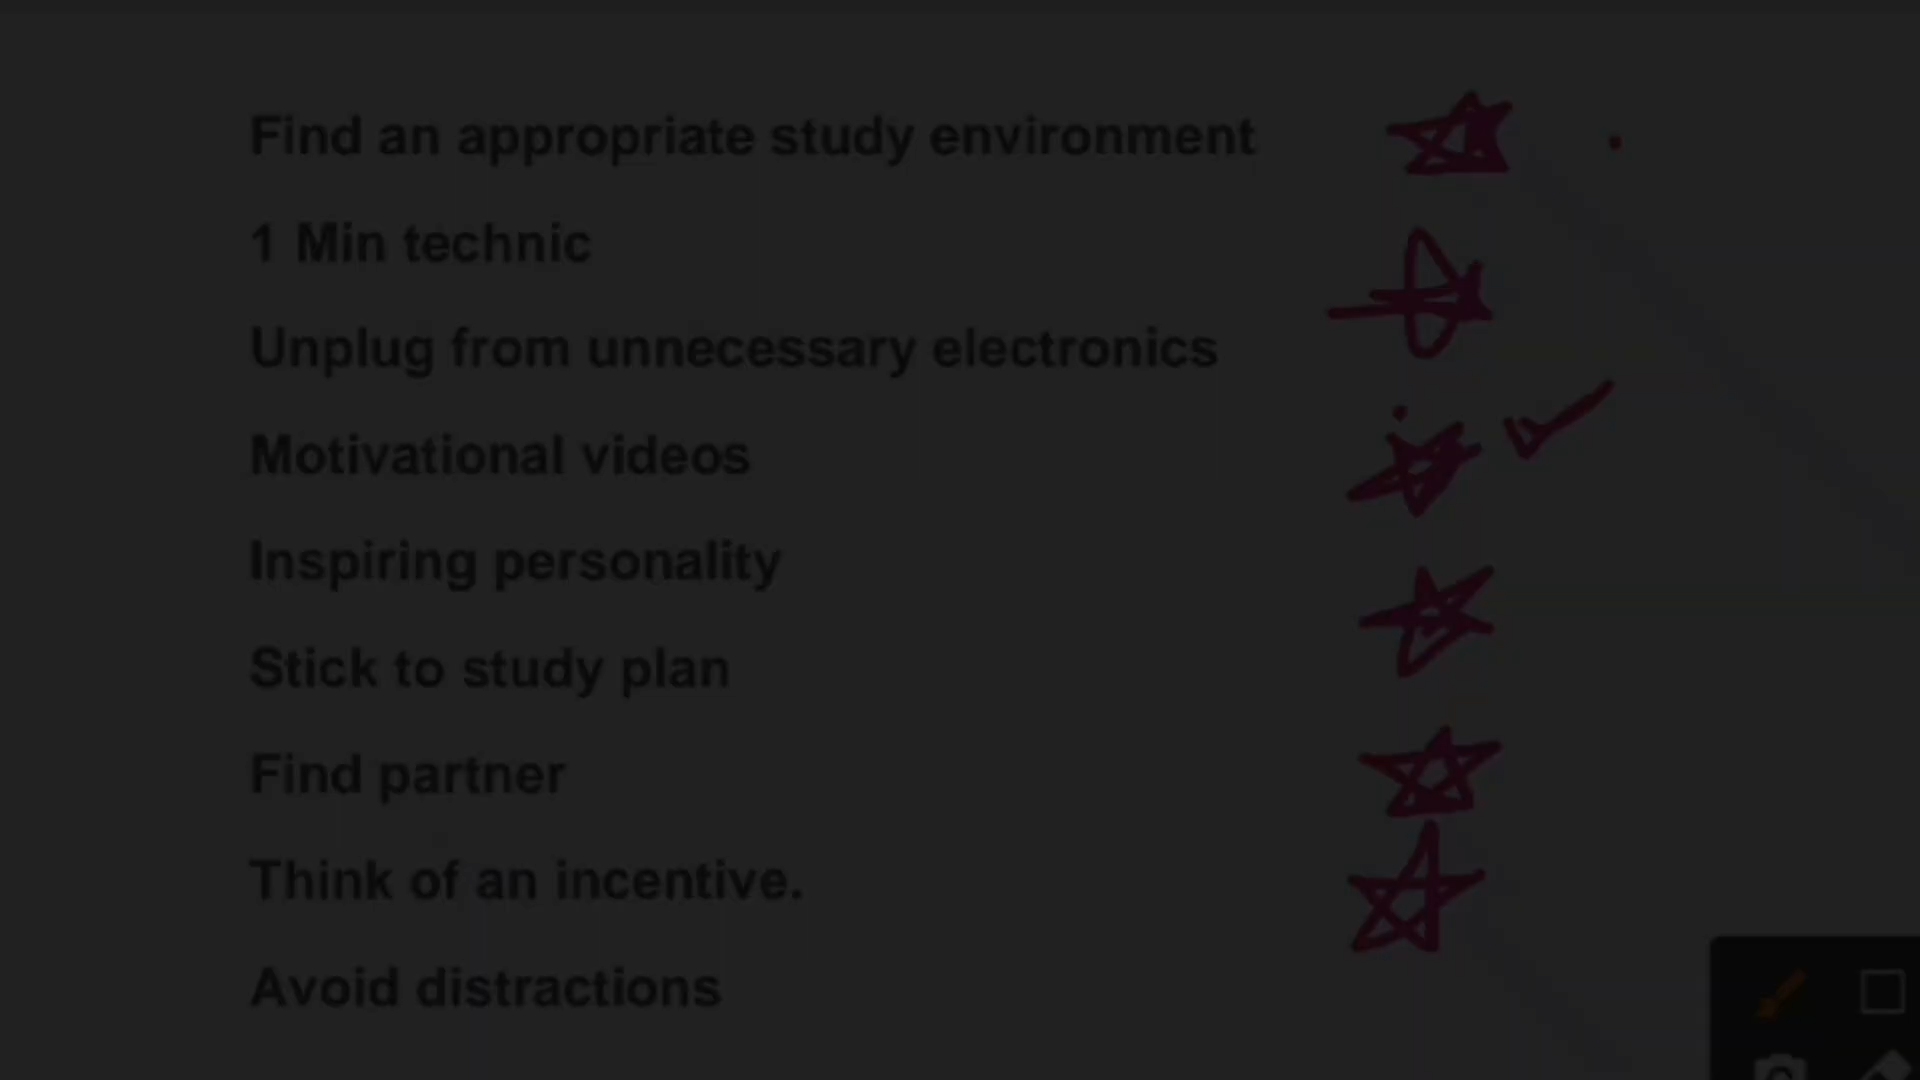 Find an appropriate study environment
1 Min technic
Unplug from unnecessary electronics
Motivational videos
Inspiring personality
Stick to study plan
Find partner
Think of an incentive.
Avoid distractions